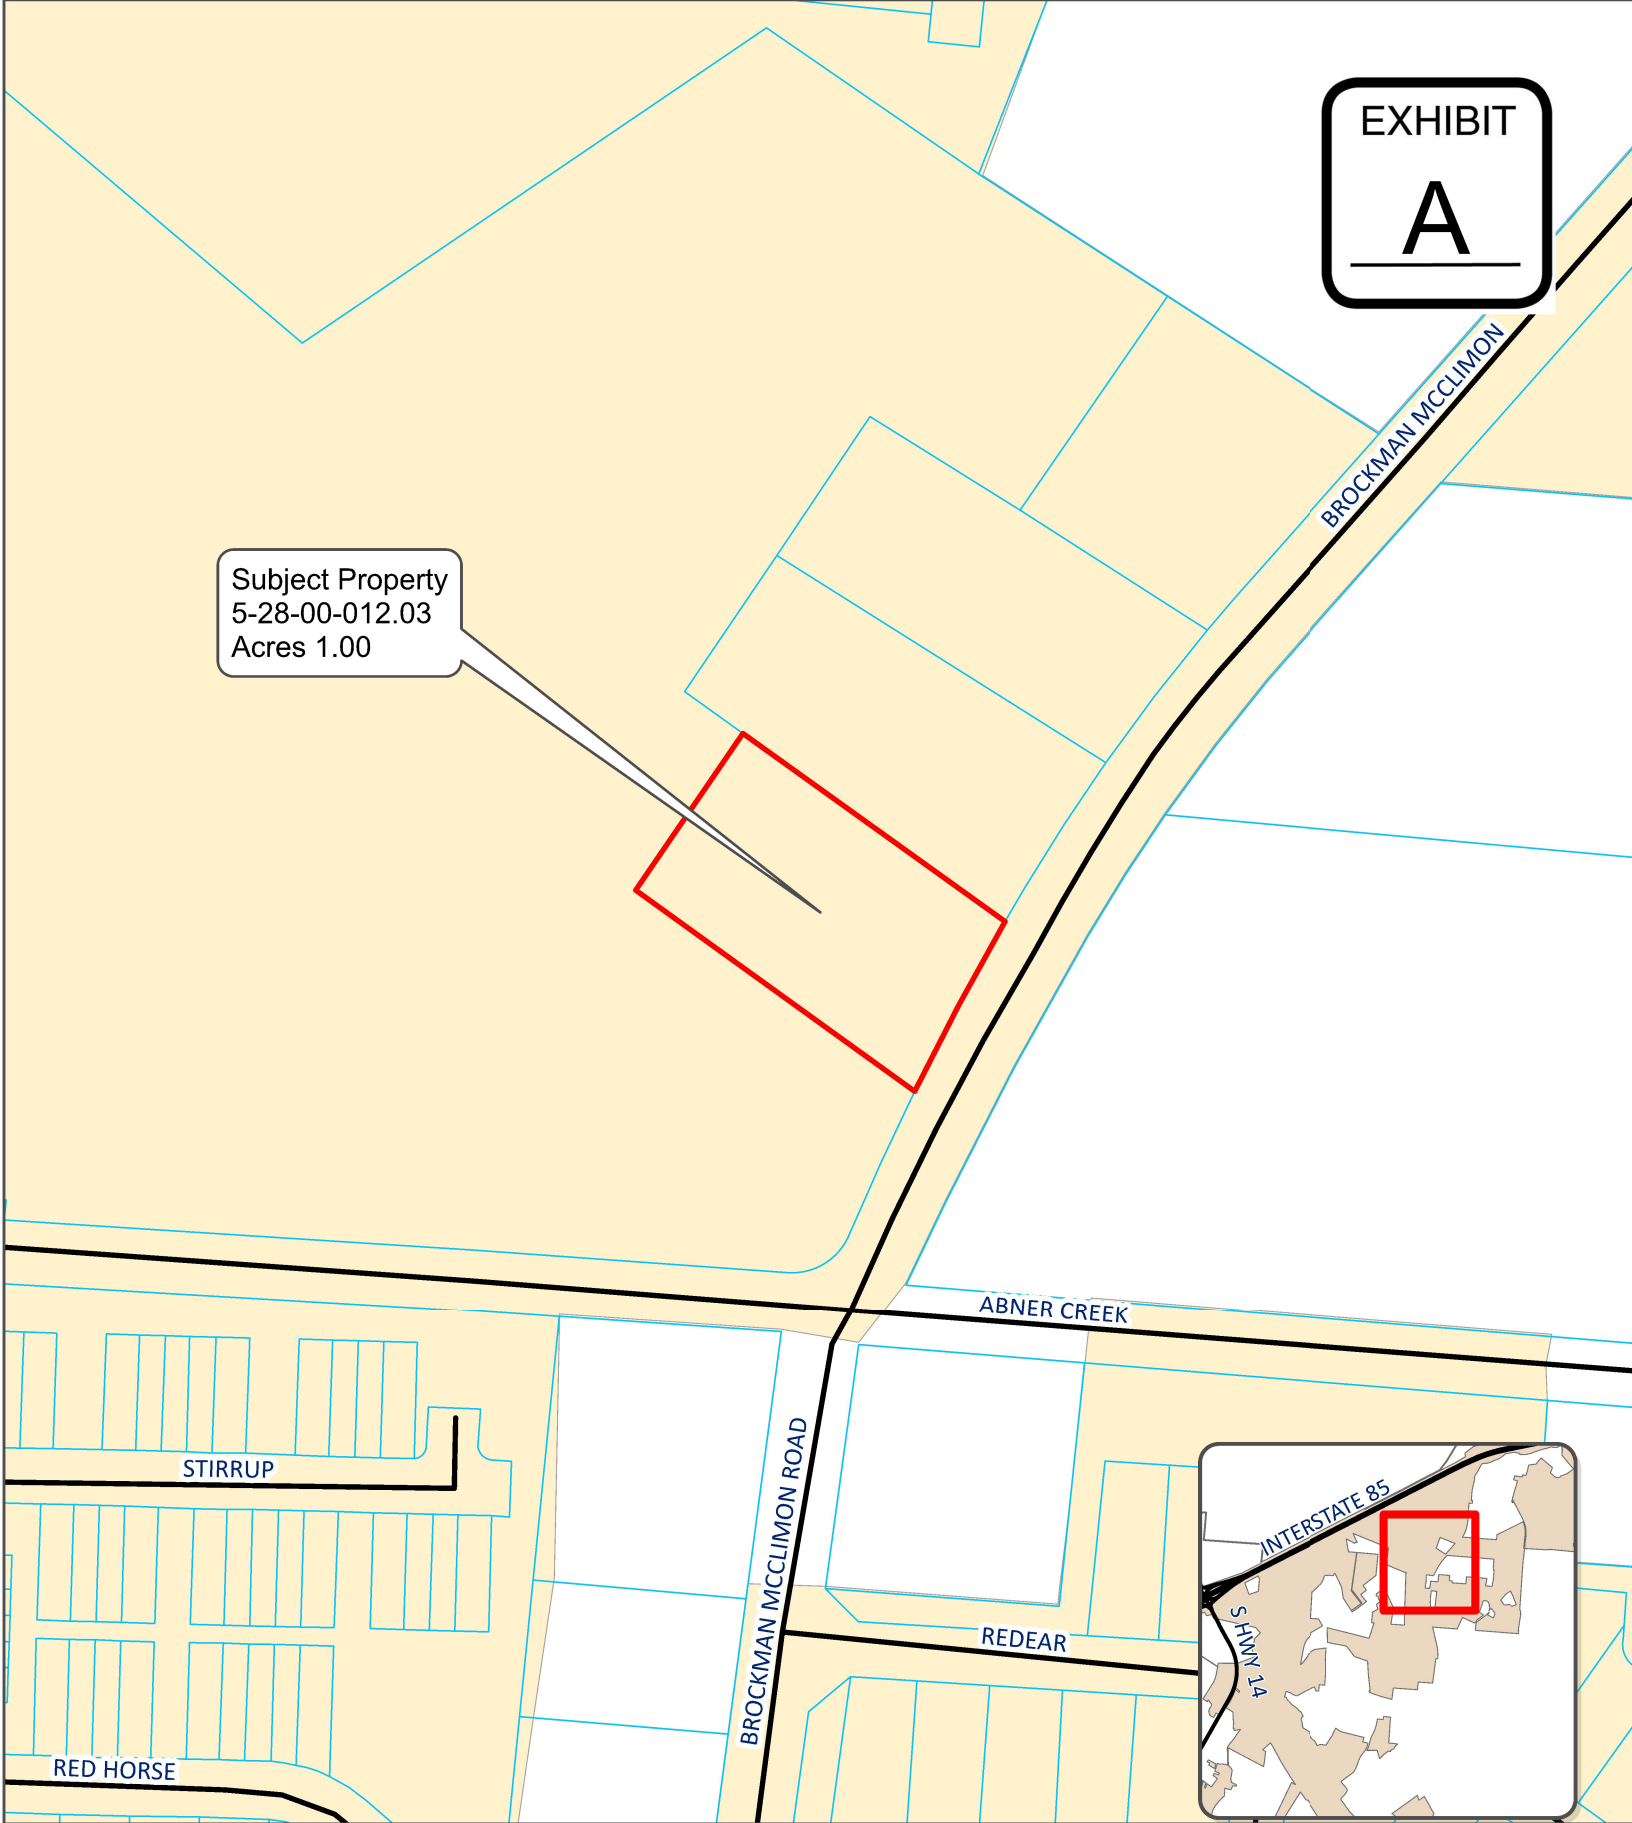 EXHIBIT
A
BROCKMAN MCCLIMON
Subject Property
5-28-00-012.03
Acres 1.00
ABNER CREEK
STIRRUP
BROCKMAN MCCLIMON ROAD
REDEAR
RED HORSE
INTERSTATE 85
S HWY 14